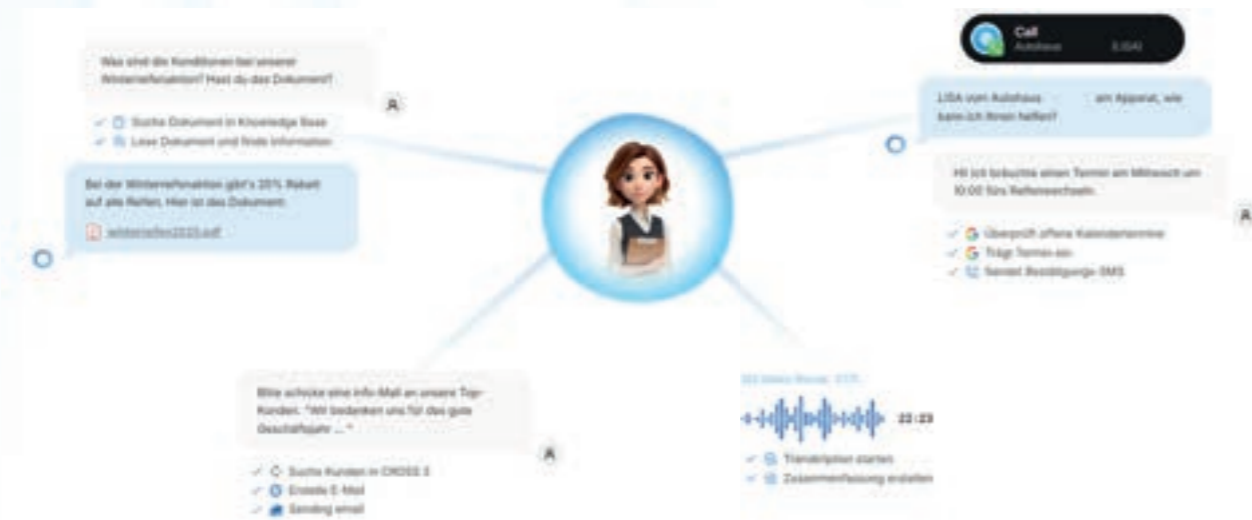 Was sind die Konditionen bei unserer
Winterreifenaktion? Hast du das Dokument?
Suche Dokument in Knowledge Base
Lese Dokument und finde Information
Bei der Winterreifenaktion gibt's 20% Rabatt
auf alle Reifen. Hier ist das Dokument:
winterreifen2025.pdf
Call
Autohaus (LISA)
LISA vom Autohaus am Apparat, wie
kann ich Ihnen helfen?
Hi! Ich bräuchte einen Termin am Mittwoch um
10:00 fürs Reifenwechseln.
Überprüft offene Kalendertermine
Trägt Termin ein
Sendet Bestätigungs-SMS
Bitte schicke eine Info-Mail an unsere Top-
Kunden. "Wir bedanken uns für das gute
Geschäftsjahr ... "
Suche Kunden in CROSS 2
Erstelle E-Mail
Sending email
22:23
Transkription starten
Zusammenfassung erstellen